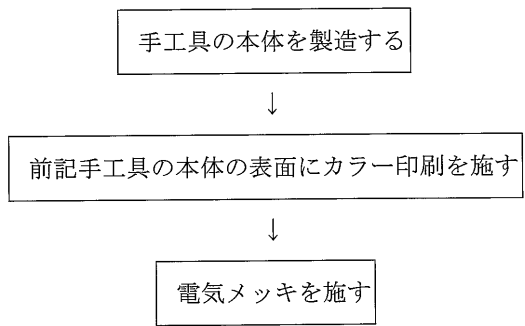 手工具の本体を製造する
↓
前記手工具の本体の表面にカラー印刷を施す
↓
電気メッキを施す